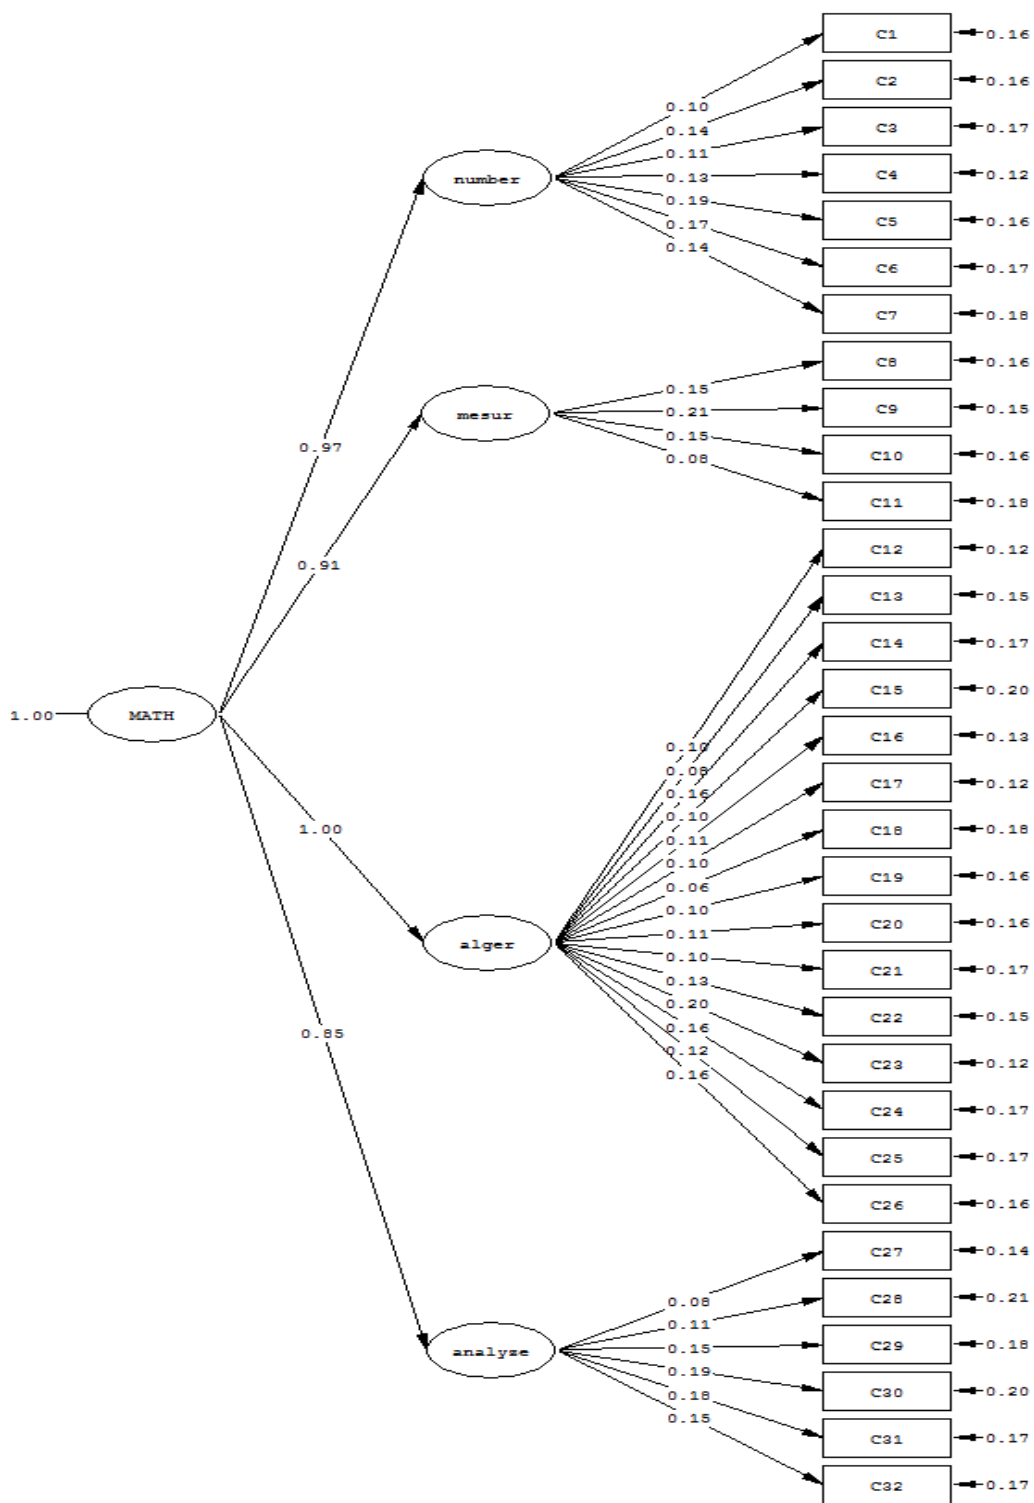 C1 0.16
C2 0.16
0.10
0.14
C3 0.17
0.11
number 0.13 C4 0.12
0.19
C5 0.16
0.17
0.14
C6 0.17
C7 0.18
C8 0.16
0.15
mesur 0.21 C9 0.15
0.15
0.97 C10 0.16
0.08
C11 0.18
C12 0.12
0.91
C13 0.15
C14 0.17
C15 0.20
1.00 MATH
C16 0.13
0.10
0.08
C17 0.12
0.16
0.10
1.00 C18 0.18
0.11
0.10
C19 0.16
0.06
0.10
C20 0.16
0.11
alger
0.10 C21 0.17
0.13
0.20
C22 0.15
0.16
0.85
0.12
C23 0.12
0.16
C24 0.17
C25 0.17
C26 0.16
C27 0.14
0.08 C28 0.21
0.11
analyze 0.15 C29 0.18
0.19
C30 0.20
0.18
0.15
C31 0.17
C32 0.17